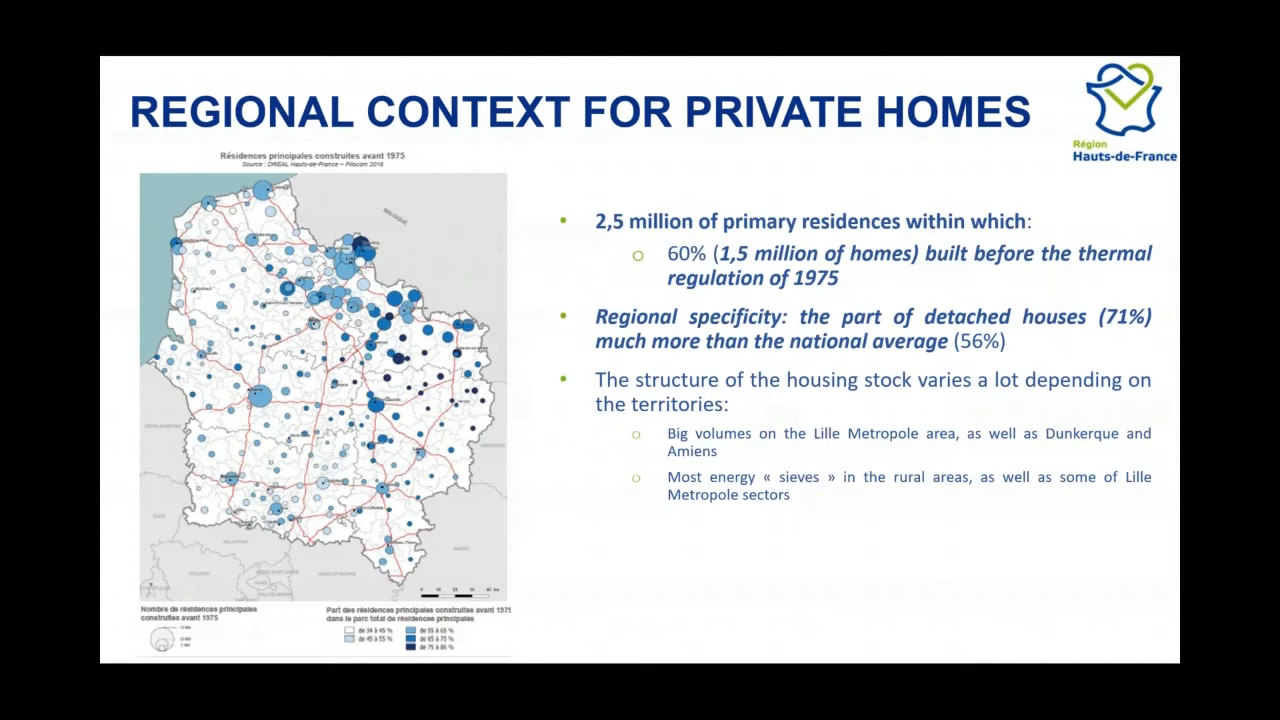 REGIONAL CONTEXT FOR PRIVATE HOMES
Région
Hauts-de-France
Résidences principales construites avant 1975
Source : DREAL Hauts-de-France – Filocom 2015
BELGIQUE
2,5 million of primary residences within which:
60% (1,5 million of homes) built before the thermal
regulation of 1975
Regional specificity: the part of detached houses (71%)
much more than the national average (56%)
The structure of the housing stock varies a lot depending on
the territories:
Big volumes on the Lille Metropole area, as well as Dunkerque and
Amiens
Most energy « sieves » in the rural areas, as well as some of Lille
Metropole sectors
Nombre de résidences principales
construites avant 1975
Part des résidences principales construites avant 1975
dans le parc total de résidences principales
de 34 à 45 %
de 45 à 55 %
de 55 à 65 %
de 65 à 75 %
de 75 à 86 %